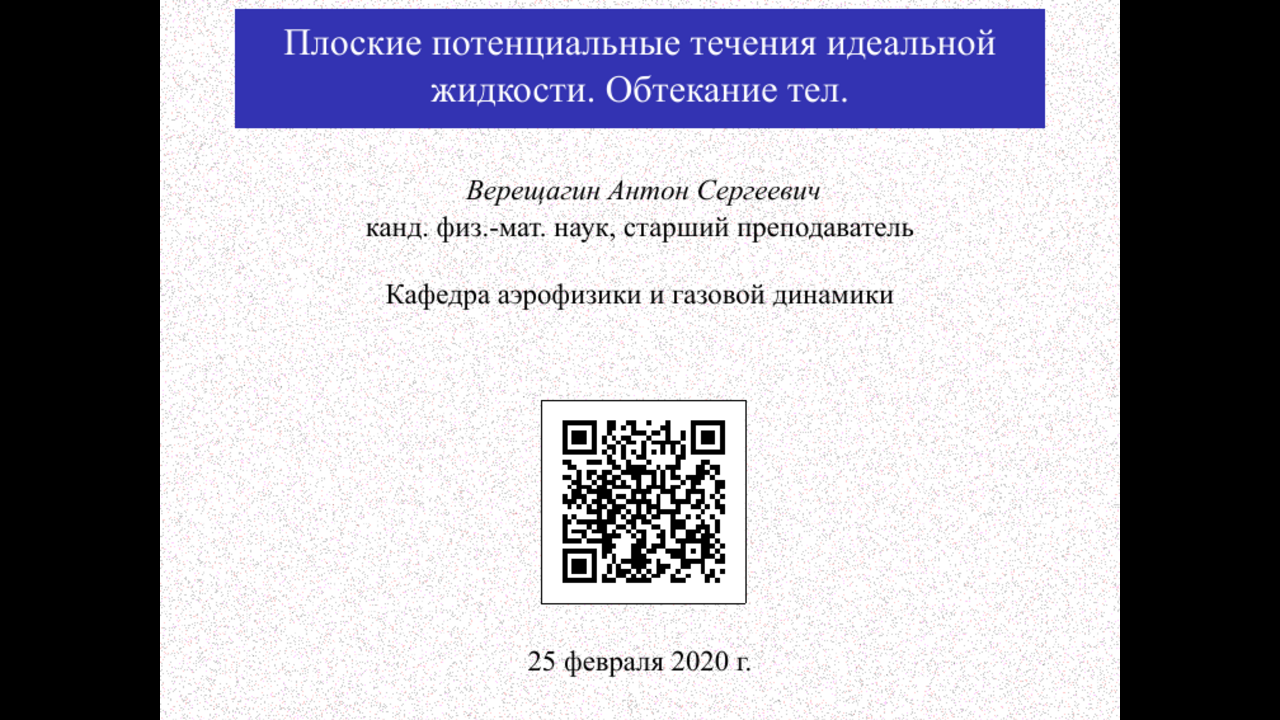 Плоские потенциальные течения идеальной
жидкости. Обтекание тел.
Верещагин Антон Сергеевич
канд. физ.-мат. наук, старший преподаватель
Кафедра аэрофизики и газовой динамики
25 февраля 2020 г.